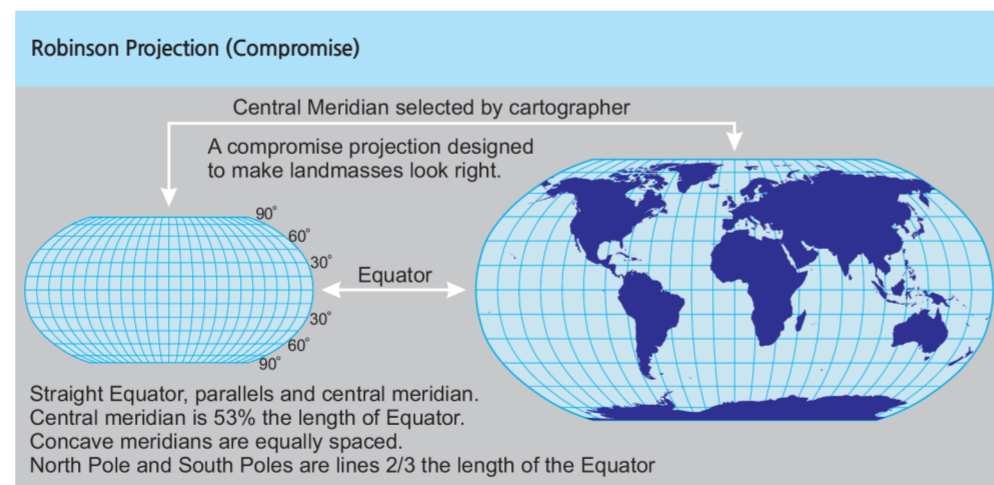 Robinson Projection (Compromise)
Central Meridian selected by cartographer
A compromise projection designed
to make landmasses look right.
90°
60°
30°
Equator
30°
60°
90°
Straight Equator, parallels and central meridian.
Central meridian is 53% the length of Equator.
Concave meridians are equally spaced.
North Pole and South Poles are lines 2/3 the length of the Equator